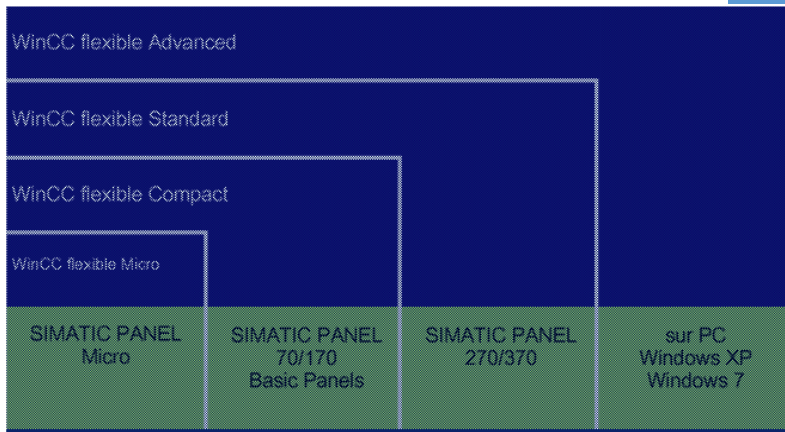 WinCC flexible Advanced
WinCC flexible Standard
WinCC flexible Compact
WinCC flexible Micro
SIMATIC PANEL
Micro
SIMATIC PANEL
70/170
Basic Panels
SIMATIC PANEL
270/370
sur PC
Windows XP
Windows 7